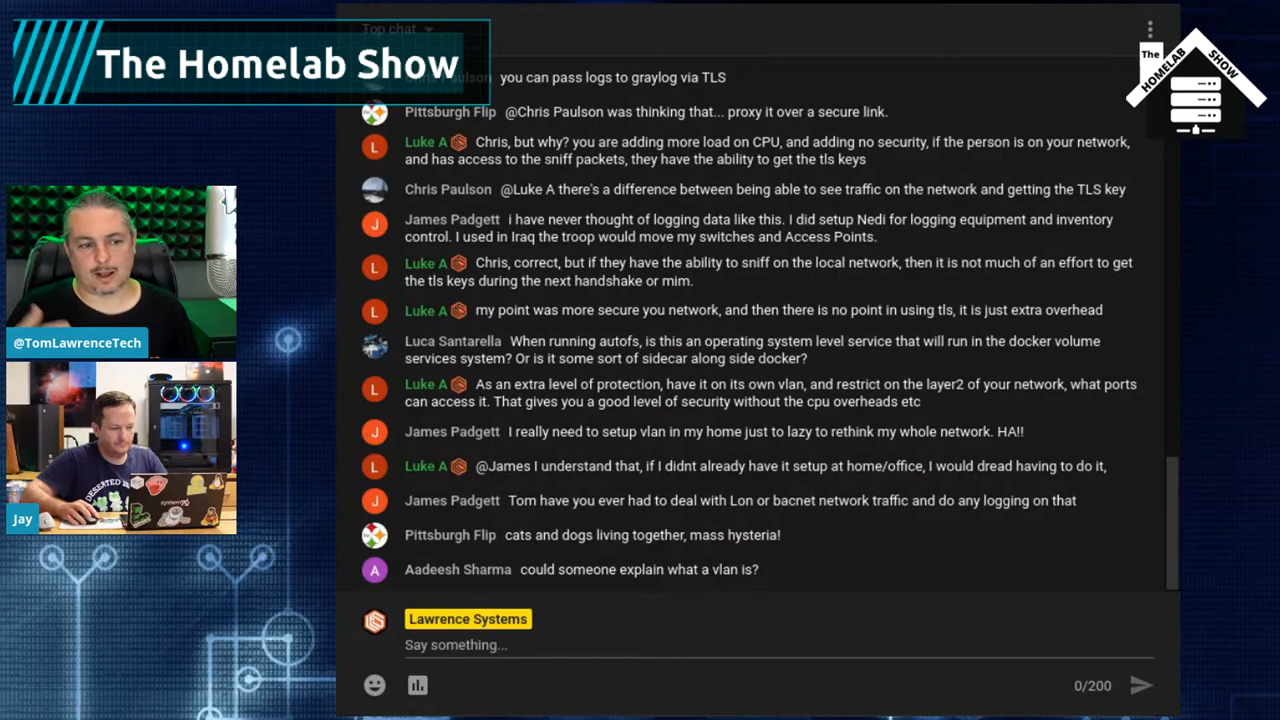 Top chat
The Homelab Show
The
HOMELAB
SHOW
you can pass logs to graylog via TLS
Pittsburgh Flip @Chris Paulson was thinking that... proxy it over a secure link.
L
Luke A Chris, but why? you are adding more load on CPU, and adding no security, if the person is on your network,
and has access to the sniff packets, they have the ability to get the tls keys
Chris Paulson @Luke A there's a difference between being able to see traffic on the network and getting the TLS key
J
James Padgett i have never thought of logging data like this. I did setup Nedi for logging equipment and inventory
control. I used in Iraq the troop would move my switches and Access Points.
L
Luke A Chris, correct, but if they have the ability to sniff on the local network, then it is not much of an effort to get
the tls keys during the next handshake or mim.
L
Luke A my point was more secure you network, and then there is no point in using tls, it is just extra overhead
@TomLawrenceTech
Luca Santarella When running autofs, is this an operating system level service that will run in the docker volume
services system? Or is it some sort of sidecar along side docker?
L
Luke A As an extra level of protection, have it on its own vlan, and restrict on the layer2 of your network, what ports
can access it. That gives you a good level of security without the cpu overheads etc
J
James Padgett I really need to setup vlan in my home just to lazy to rethink my whole network. HA!!
L
Luke A @James I understand that, if I didnt already have it setup at home/office, I would dread having to do it,
J
James Padgett Tom have you ever had to deal with Lon or bacnet network traffic and do any logging on that
Jay
Pittsburgh Flip cats and dogs living together, mass hysteria!
A
Aadeesh Sharma could someone explain what a vlan is?
Lawrence Systems
Say something...
0/200